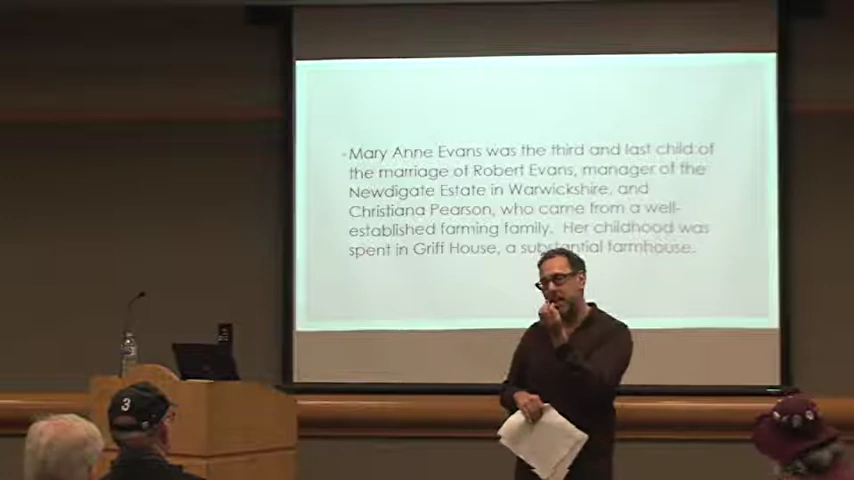 Mary Anne Evans was the third and last child of
the marriage of Robert Evans, manager of the
Newdigate Estate in Warwickshire, and
Christiana Pearson, who came from a well-
established farming family.  Her childhood was
spent in Griff House, a substantial farmhouse.
3